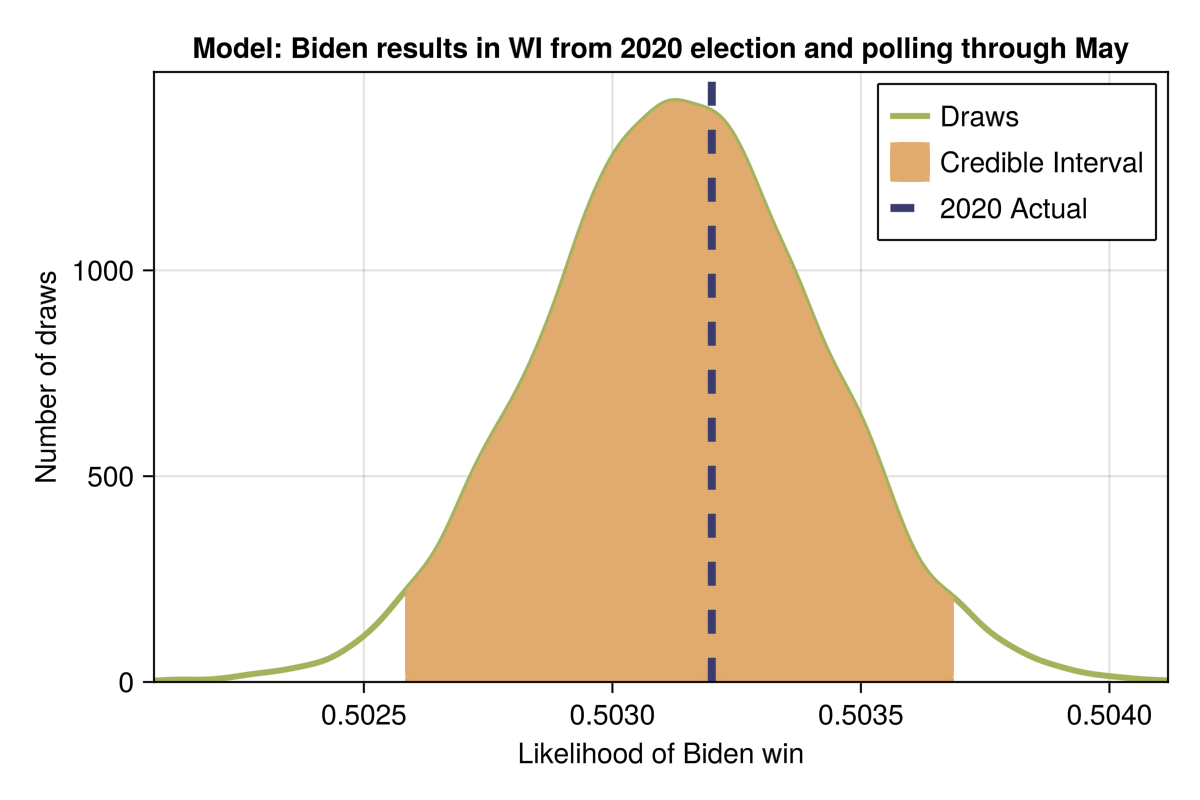 Model: Biden results in WI from 2020 election and polling through May
Draws
Credible Interval
2020 Actual
Number of draws
1000
500
0
0.5025
0.5030
0.5035
0.5040
Likelihood of Biden win